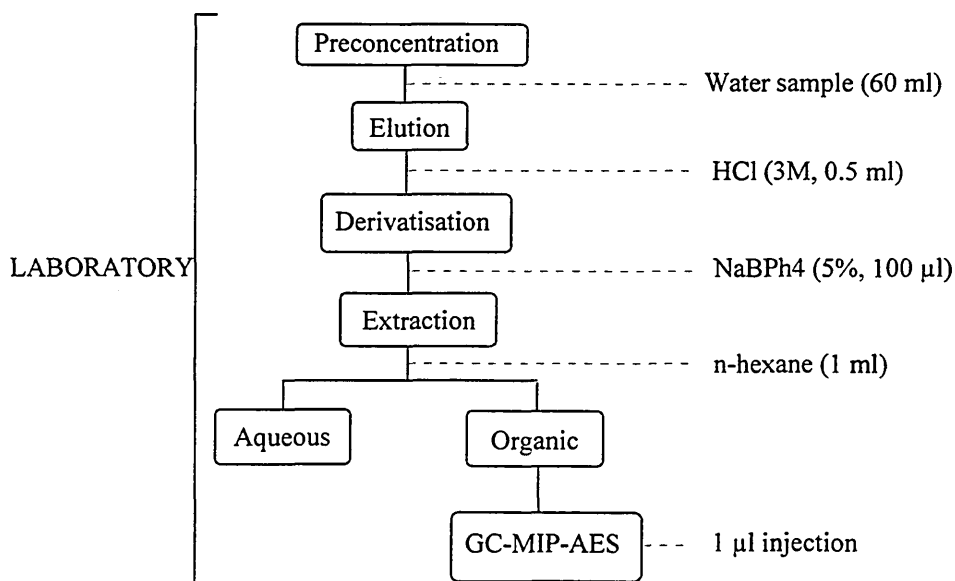 Preconcentration
Water sample (60 ml)
Elution
HCl (3M, 0.5 ml)
Derivatisation
LABORATORY
NaBPh4 (5%, 100 µl)
Extraction
n-hexane (1 ml)
Aqueous
Organic
GC-MIP-AES
1 µl injection